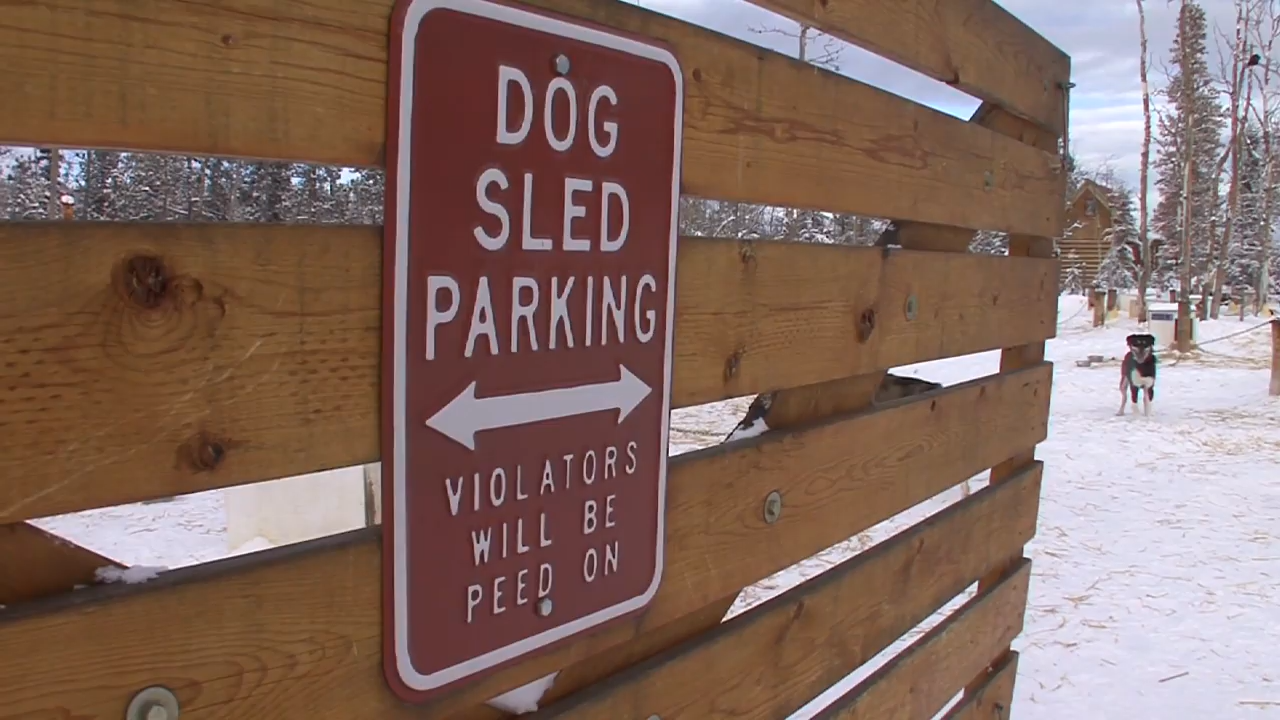 DOG
SLED
PARKING
VIOLATORS
WILL BE
PEED ON